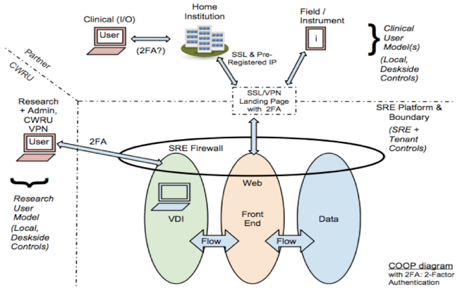 Clinical (I/O)
User
(2FA?)
Home
Institution
Field /
Instrument
i
SSL & Pre-
Registered IP
Clinical
User
Model(s)
(Local,
Deskside
Controls)
Partner
CWRU
SSL/VPN
Landing Page
with 2FA
SRE Platform &
Boundary
(SRE +
Tenant
Controls)
Research
+ Admin,
CWRU
VPN
User
2FA
SRE Firewall
Research
User
Model
(Local,
Deskside
Controls)
VDI
Flow
Web
Front
End
Flow
Data
COOP diagram
with 2FA: 2-Factor
Authentication